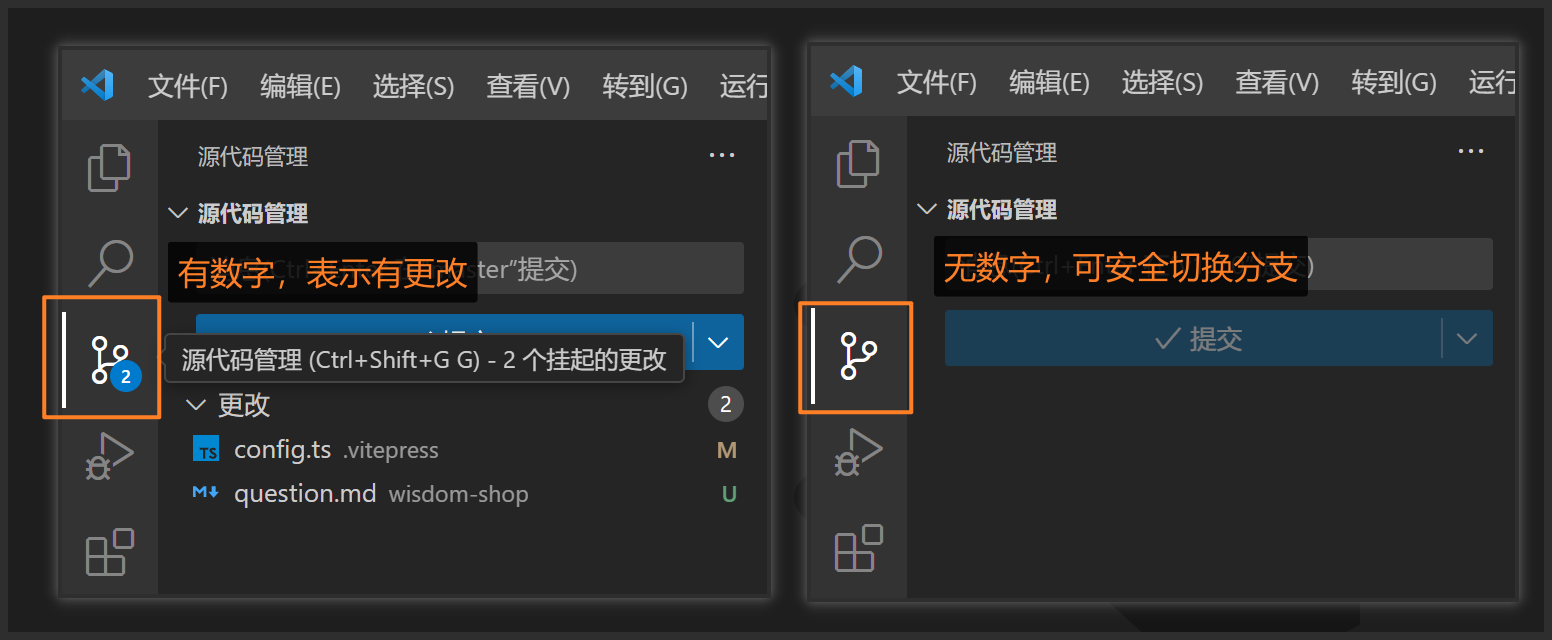 文件(F) 编辑(E) 选择(S) 查看(V) 转到(G) 运行
源代码管理
源代码管理
有数字，表示有更改
ster”提交)
源代码管理 (Ctrl+Shift+G G) - 2 个挂起的更改
2
更改 2
TS config.ts .vitepress M
M question.md wisdom-shop U
文件(F) 编辑(E) 选择(S) 查看(V) 转到(G) 运行
源代码管理
源代码管理
无数字，可安全切换分支
提交